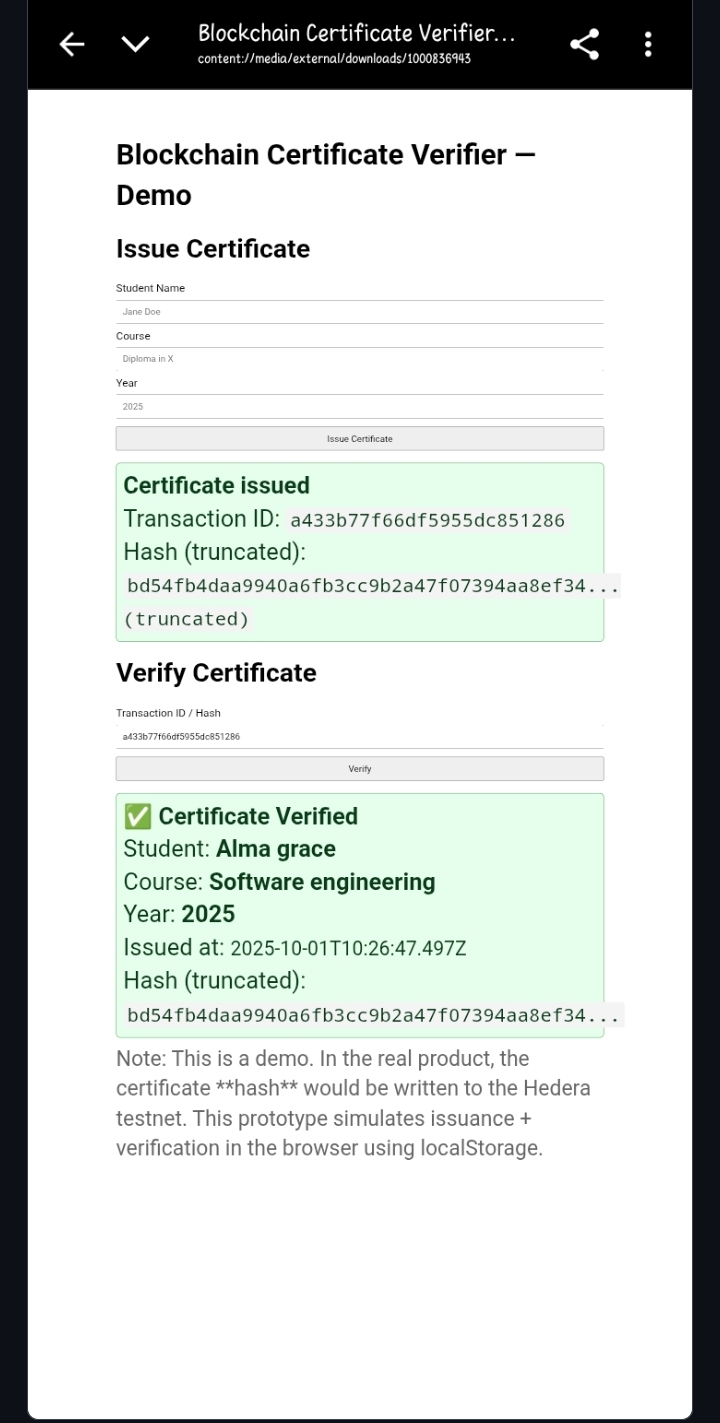 Blockchain Certificate Verifier...
content://media/external/downloads/1000836943
Blockchain Certificate Verifier —
Demo
Issue Certificate
Student Name
Jane Doe
Course
Diploma in X
Year
2025
Issue Certificate
Certificate issued
Transaction ID: a433b77f66df5955dc851286
Hash (truncated):
bd54fb4daa9940a6fb3cc9b2a47f07394aa8ef34...
(truncated)
Verify Certificate
Transaction ID / Hash
a433b77f66df5955dc851286
Verify
✅ Certificate Verified
Student: Alma grace
Course: Software engineering
Year: 2025
Issued at: 2025-10-01T10:26:47.497Z
Hash (truncated):
bd54fb4daa9940a6fb3cc9b2a47f07394aa8ef34...
Note: This is a demo. In the real product, the
certificate **hash** would be written to the Hedera
testnet. This prototype simulates issuance +
verification in the browser using localStorage.